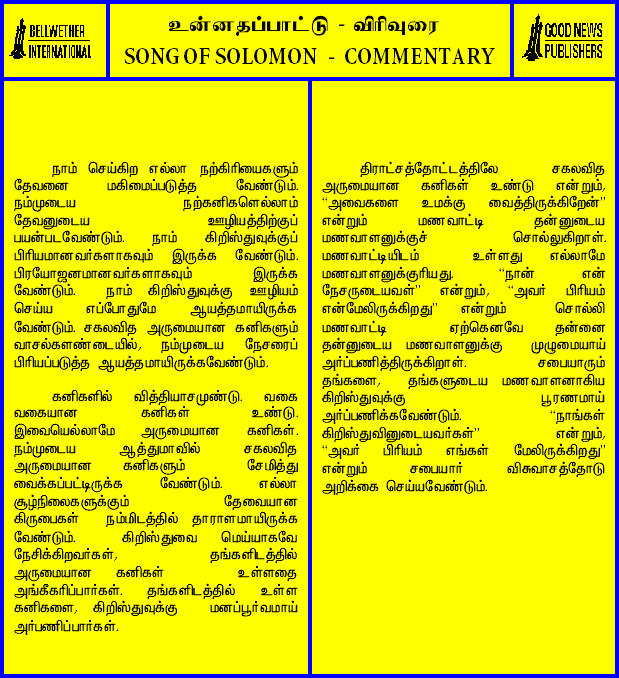 BELLWETHER
INTERNATIONAL
உன்னதப்பாட்டு - விரிவுரை
SONG OF SOLOMON - COMMENTARY
GOOD NEWS
PUBLISHERS
நாம் செய்கிற எல்லா நற்கிரியைகளும்
தேவனை மகிமைப்படுத்த வேண்டும்.
நம்முடைய நற்கனிகளெல்லாம்
தேவனுடைய ஊழியத்திற்குப்
பயன்படவேண்டும். நாம் கிறிஸ்துவுக்குப்
பிரியமானவர்களாகவும் இருக்க வேண்டும்.
பிரயோஜனமானவர்களாகவும் இருக்க
வேண்டும். நாம் கிறிஸ்துவுக்கு ஊழியம்
செய்ய எப்போதுமே ஆயத்தமாயிருக்க
வேண்டும். சகலவித அருமையான கனிகளும்
வாசல்களண்டையில், நம்முடைய நேசரைப்
பிரியப்படுத்த ஆயத்தமாயிருக்கவேண்டும்.
கனிகளில் வித்தியாசமுண்டு. வகை
வகையான கனிகள் உண்டு.
இவையெல்லாமே அருமையான கனிகள்.
நம்முடைய ஆத்துமாவில் சகலவித
அருமையான கனிகளும் சேமித்து
வைக்கப்பட்டிருக்க வேண்டும். எல்லா
சூழ்நிலைகளுக்கும் தேவையான
கிருபைகள் நம்மிடத்தில் தாராளமாயிருக்க
வேண்டும். கிறிஸ்துவை மெய்யாகவே
நேசிக்கிறவர்கள், தங்களிடத்தில்
அருமையான கனிகள் உள்ளதை
அங்கீகரிப்பார்கள். தங்களிடத்தில் உள்ள
கனிகளை, கிறிஸ்துவுக்கு மனப்பூர்வமாய்
அர்பணிப்பார்கள்.
திராட்சத்தோட்டத்திலே சகலவித
அருமையான கனிகள் உண்டு என்றும்,
“அவைகளை உமக்கு வைத்திருக்கிறேன்”
என்றும் மணவாட்டி தன்னுடைய
மணவாளனுக்குச் சொல்லுகிறாள்.
மணவாட்டியிடம் உள்ளது எல்லாமே
மணவாளனுக்குரியது. “நான் என்
நேசருடையவள்” என்றும், “அவர் பிரியம்
என்மேலிருக்கிறது” என்றும் சொல்லி
மணவாட்டி ஏற்கெனவே தன்னை
தன்னுடைய மணவாளனுக்கு முழுமையாய்
அர்ப்பணித்திருக்கிறாள். சபையாரும்
தங்களை, தங்களுடைய மணவாளனாகிய
கிறிஸ்துவுக்கு பூரணமாய்
அர்ப்பணிக்கவேண்டும். “நாங்கள்
கிறிஸ்துவினுடையவர்கள்” என்றும்,
“அவர் பிரியம் எங்கள் மேலிருக்கிறது”
என்றும் சபையார் விசுவாசத்தோடு
அறிக்கை செய்யவேண்டும்.